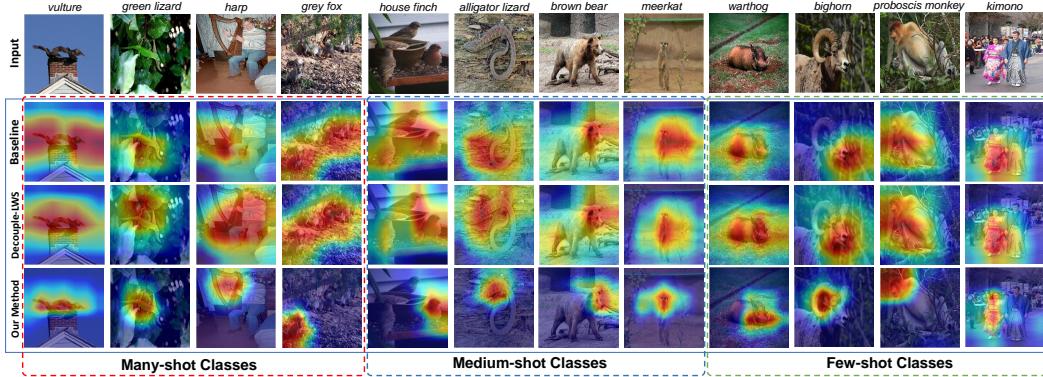 vulture green lizard harp grey fox house finch alligator lizard brown bear meerkat warthog bighorn proboscis monkey kimono
Input
Baseline
Decouple-LWS
Our Method
Many-shot Classes Medium-shot Classes Few-shot Classes